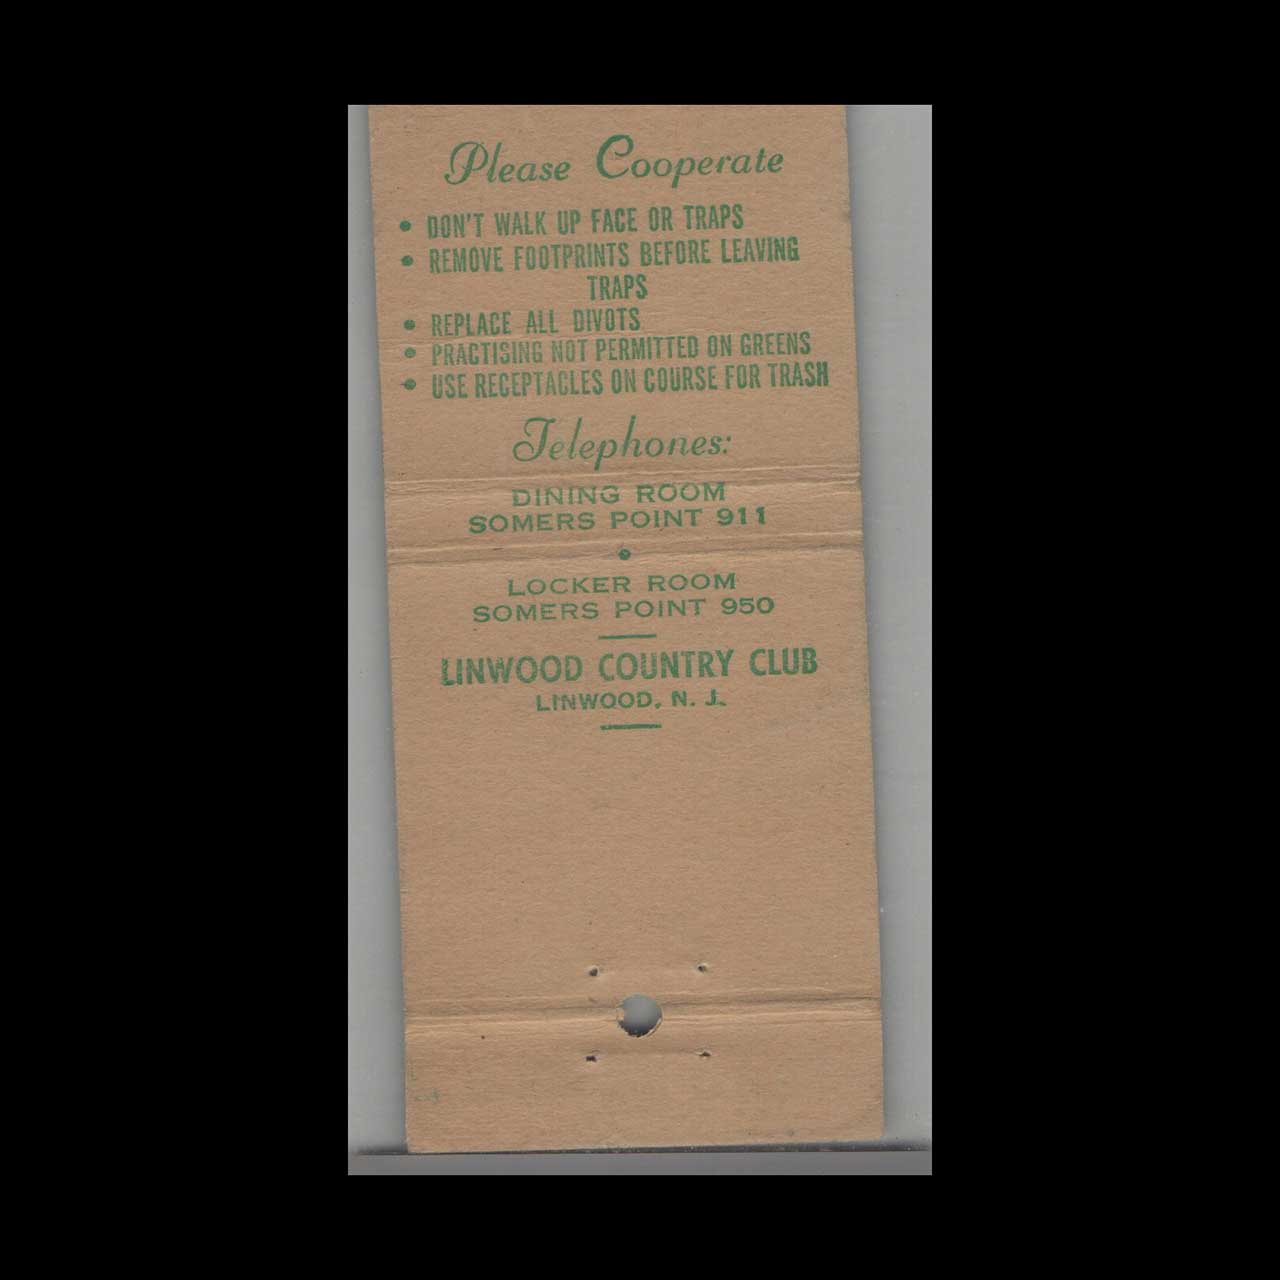 Please Cooperate
• DON'T WALK UP FACE OR TRAPS
• REMOVE FOOTPRINTS BEFORE LEAVING
TRAPS
• REPLACE ALL DIVOTS
• PRACTISING NOT PERMITTED ON GREENS
• USE RECEPTACLES ON COURSE FOR TRASH
Telephones:
DINING ROOM
SOMERS POINT 911
•
LOCKER ROOM
SOMERS POINT 950
LINWOOD COUNTRY CLUB
LINWOOD, N. J.